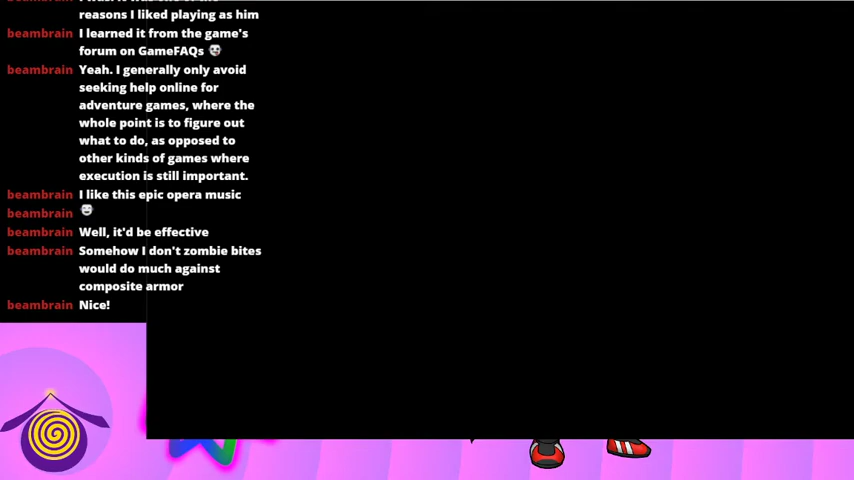 reasons I liked playing as him
beambrain I learned it from the game's
forum on GameFAQs
beambrain Yeah. I generally only avoid
seeking help online for
adventure games, where the
whole point is to figure out
what to do, as opposed to
other kinds of games where
execution is still important.
beambrain I like this epic opera music
beambrain
beambrain Well, it'd be effective
beambrain Somehow I don't zombie bites
would do much against
composite armor
beambrain Nice!